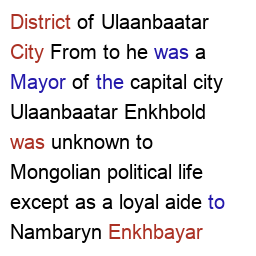 District of Ulaanbaatar
City From to he was a
Mayor of the capital city
Ulaanbaatar Enkhbold
was unknown to
Mongolian political life
except as a loyal aide to
Nambaryn Enkhbayar